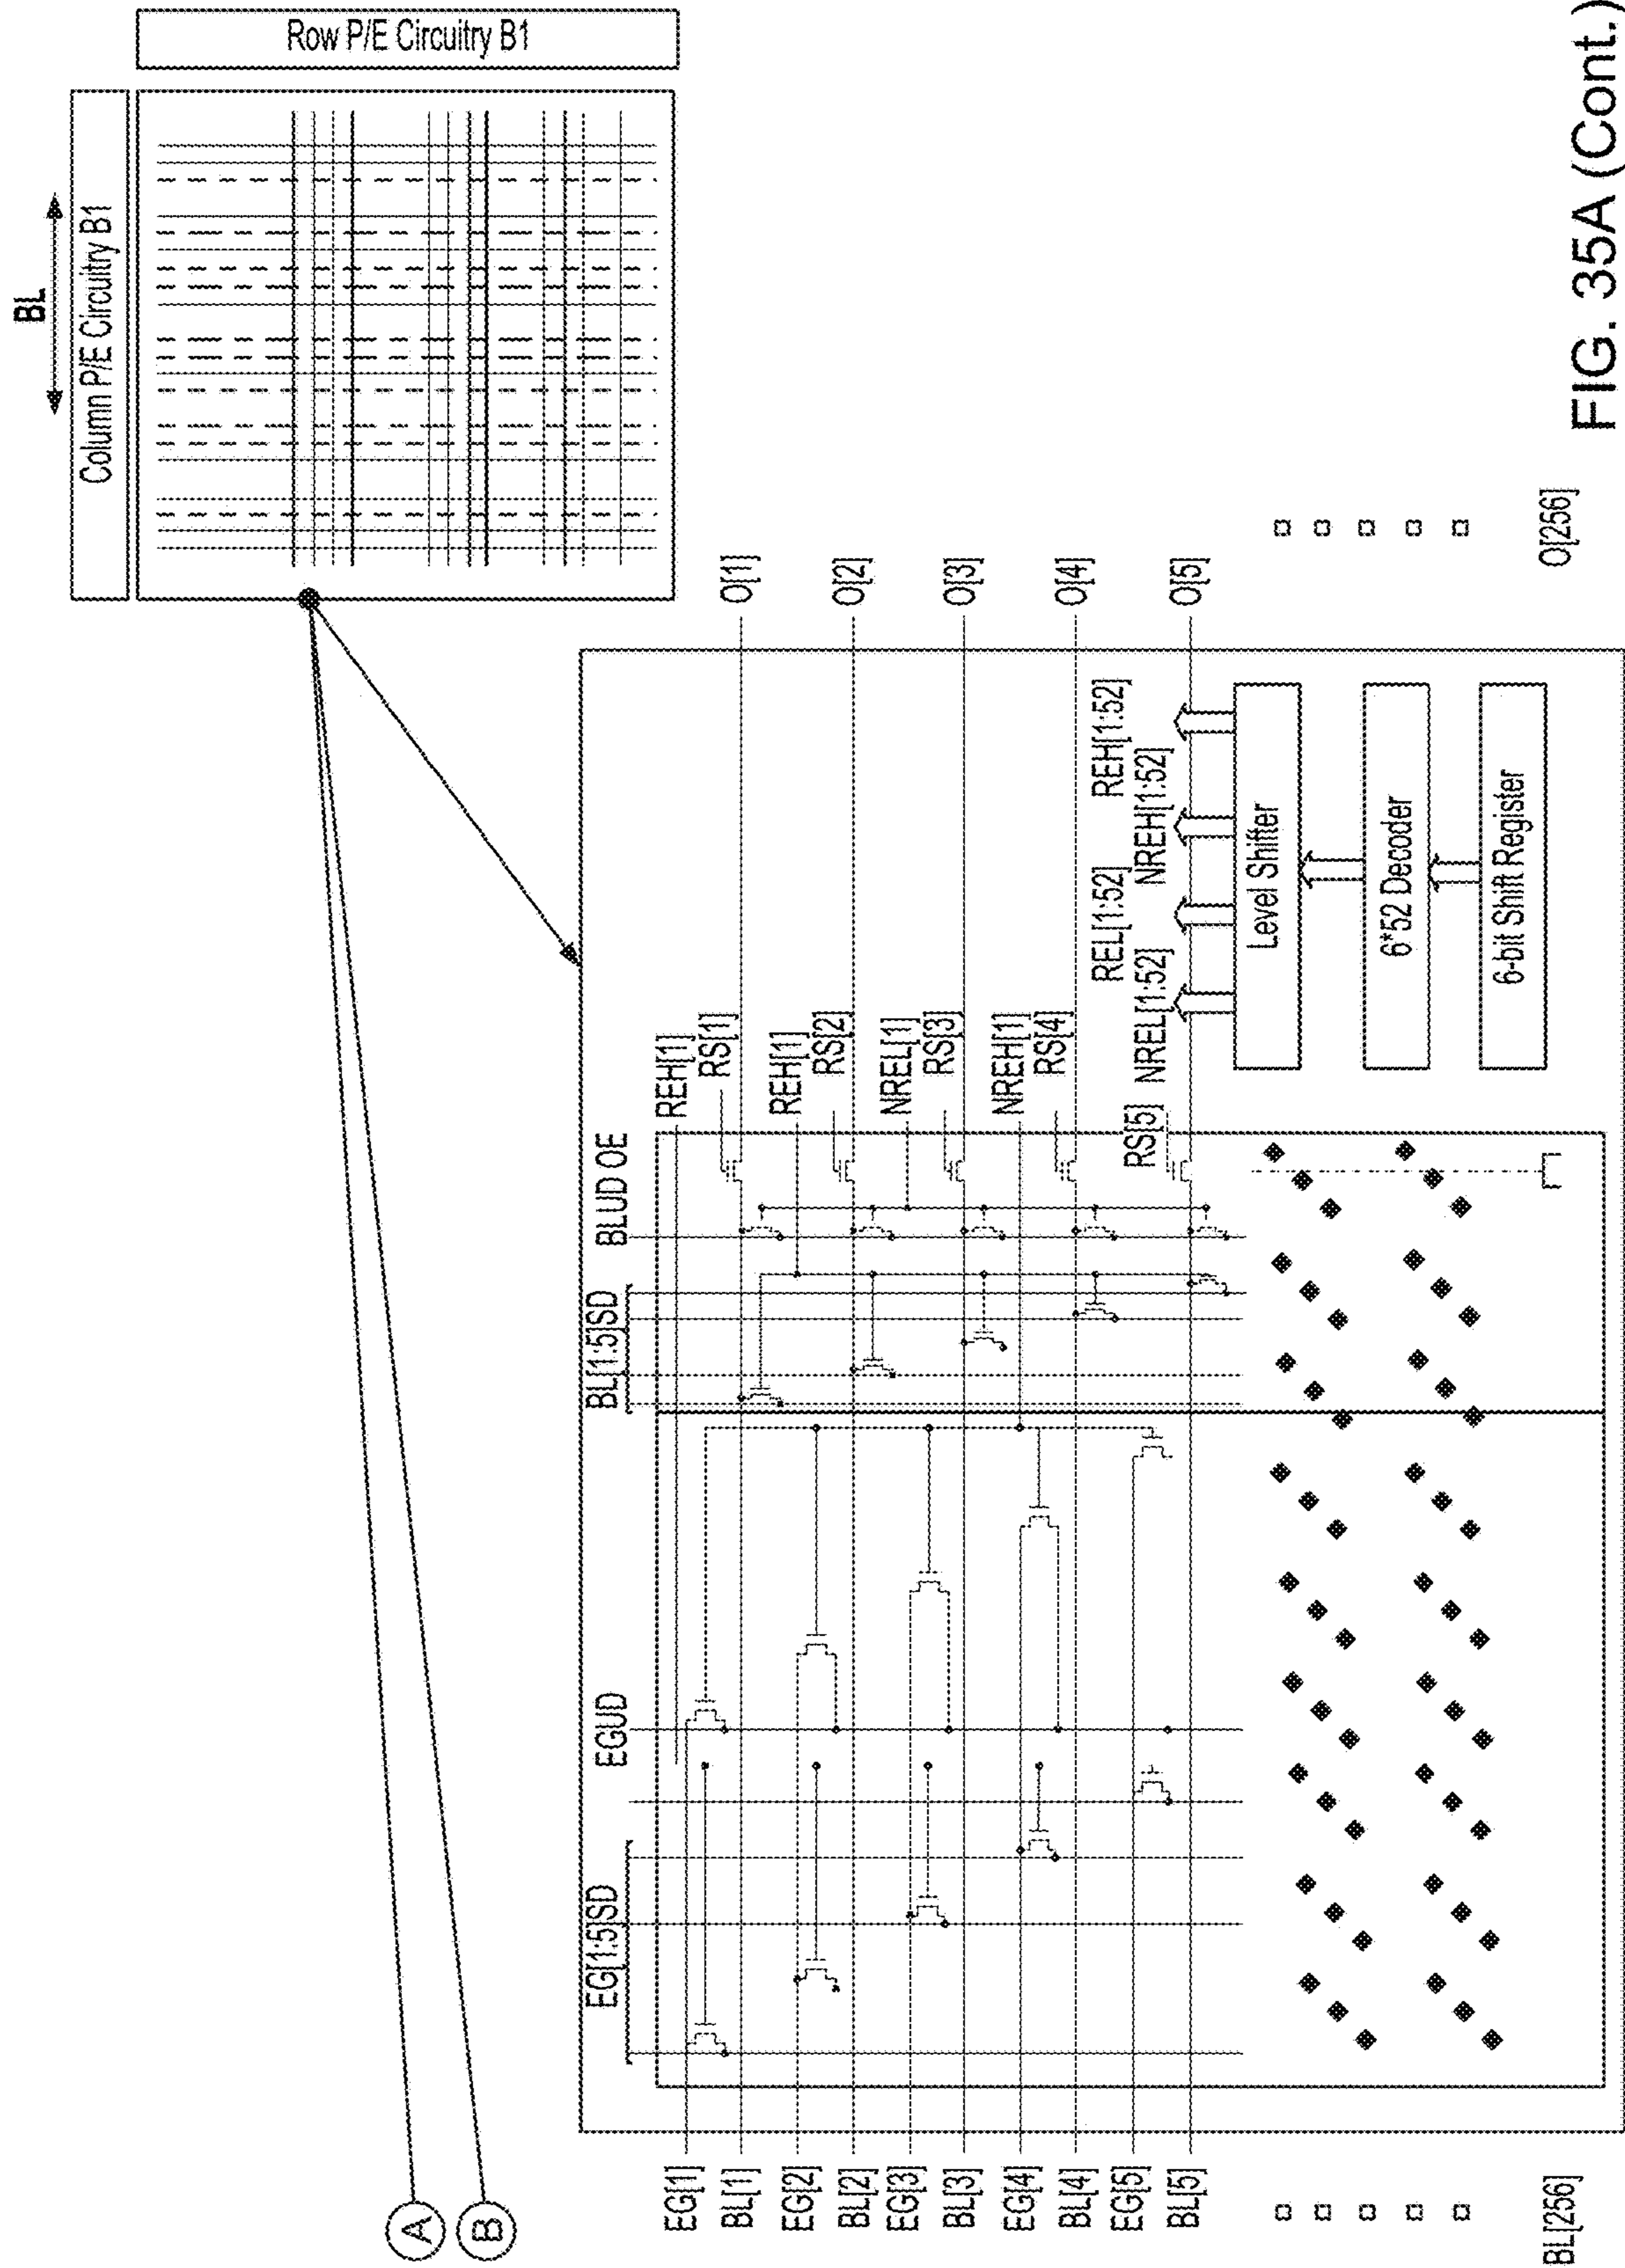 BL
Column P/E Circuitry B1
Row P/E Circuitry B1
A
B
EG[1:5]SD
EGUD
BL[1:5]SD
BLUD OE
REH[1]
RS[1]
REH[1]
RS[2]
NREL[1]
RS[3]
NREH[1]
RS[4]
RS[5]
NREL[1:52]
REL[1:52]
NREH[1:52]
REH[1:52]
EG[1]
BL[1]
EG[2]
BL[2]
EG[3]
BL[3]
EG[4]
BL[4]
EG[5]
BL[5]
BL[256]
O[1]
O[2]
O[3]
O[4]
O[5]
O[256]
Level Shifter
6*52 Decoder
6-bit Shift Register
FIG. 35A (Cont.)